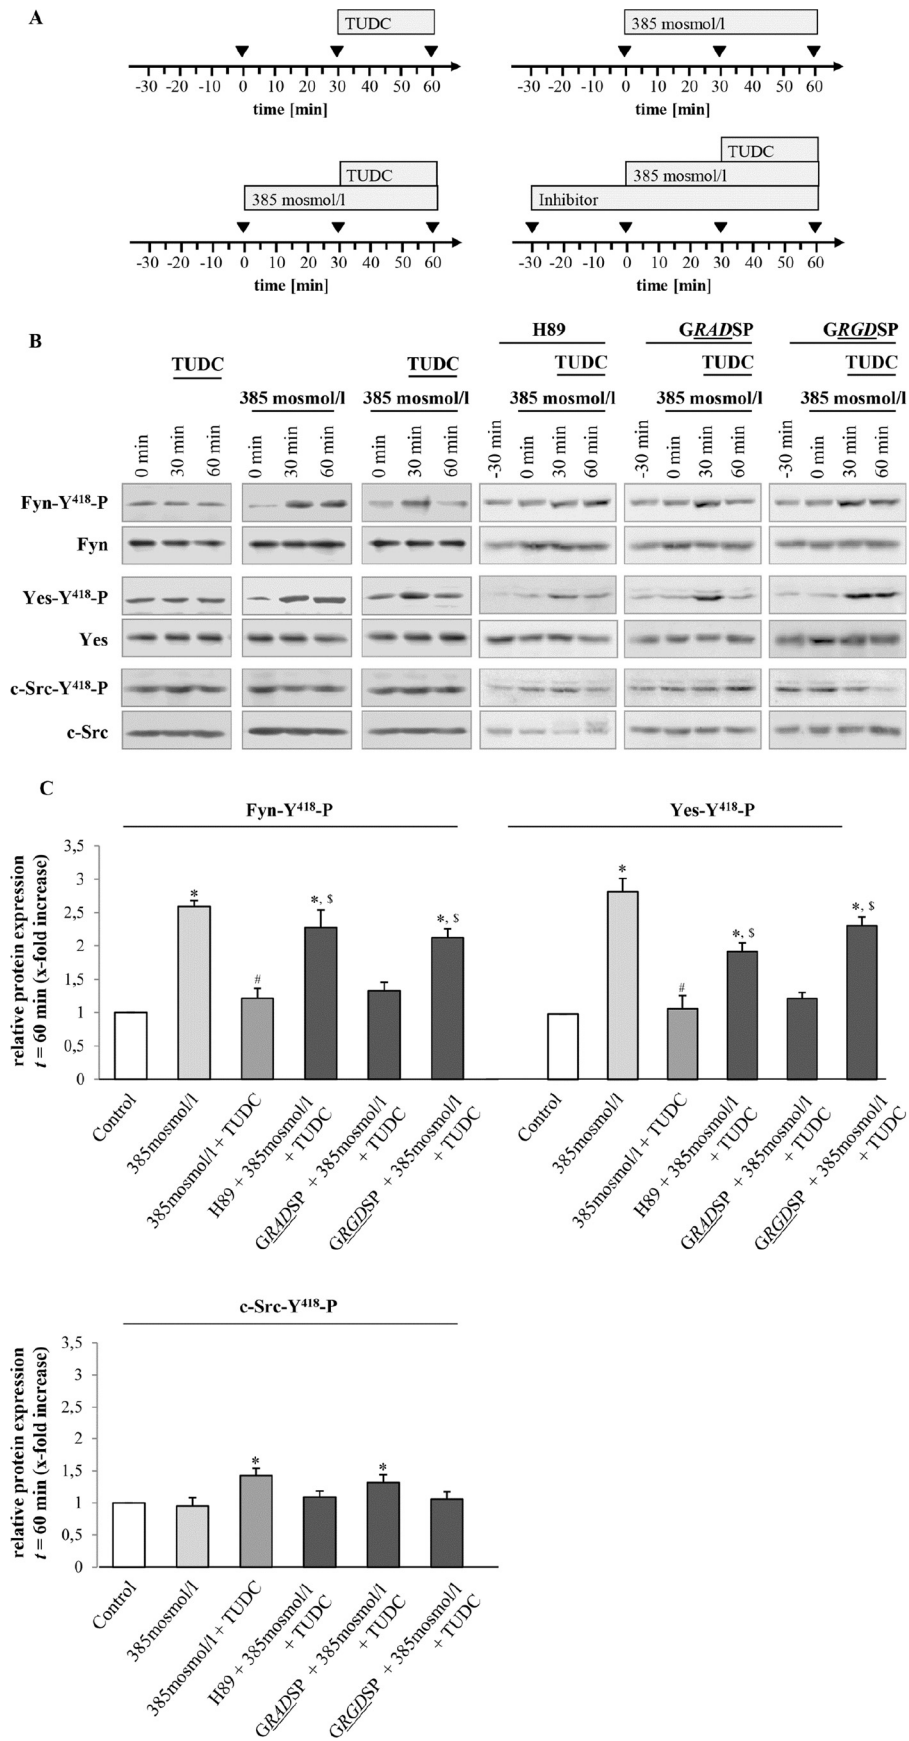 A
TUDC
-30 -20 -10 0 10 20 30 40 50 60
time [min]
385 mosmol/l
-30 -20 -10 0 10 20 30 40 50 60
time [min]
TUDC
385 mosmol/l
-30 -20 -10 0 10 20 30 40 50 60
time [min]
TUDC
385 mosmol/l
Inhibitor
-30 -20 -10 0 10 20 30 40 50 60
time [min]
B
H89 GRADSP GRGDSP
TUDC TUDC TUDC TUDC TUDC
385 mosmol/l 385 mosmol/l 385 mosmol/l 385 mosmol/l 385 mosmol/l
0 min 30 min 60 min 0 min 30 min 60 min 0 min 30 min 60 min -30 min 0 min 30 min 60 min -30 min 0 min 30 min 60 min -30 min 0 min 30 min 60 min
Fyn-Y418-P
Fyn
Yes-Y418-P
Yes
c-Src-Y418-P
c-Src
C
Fyn-Y418-P
Yes-Y418-P
relative protein expression
t = 60 min (x-fold increase)
3,5
3
2,5
2
1,5
1
0,5
0
*
#
*, $
*, $
*
#
*, $
*, $
Control
385mosmol/l
385mosmol/l + TUDC
H89 + 385mosmol/l
+ TUDC
GRADSP + 385mosmol/l
+ TUDC
GRGDSP + 385mosmol/l
+ TUDC
Control
385mosmol/l
385mosmol/l + TUDC
H89 + 385mosmol/l
+ TUDC
GRADSP + 385mosmol/l
+ TUDC
GRGDSP + 385mosmol/l
+ TUDC
c-Src-Y418-P
relative protein expression
t = 60 min (x-fold increase)
3,5
3
2,5
2
1,5
1
0,5
0
*
*
Control
385mosmol/l
385mosmol/l + TUDC
H89 + 385mosmol/l
+ TUDC
GRADSP + 385mosmol/l
+ TUDC
GRGDSP + 385mosmol/l
+ TUDC